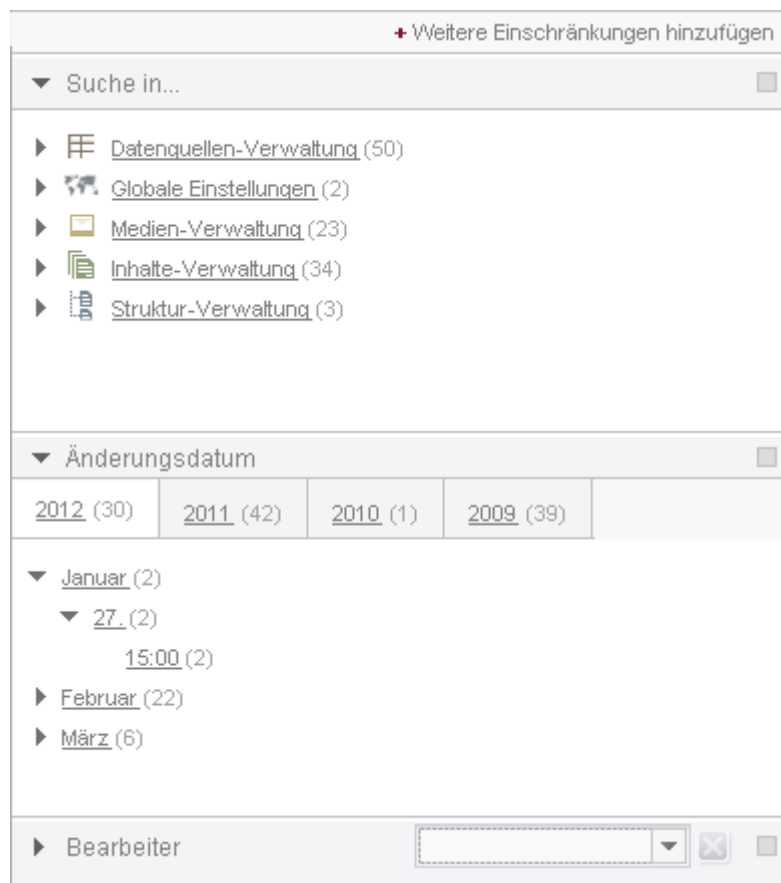 + Weitere Einschränkungen hinzufügen
Suche in...
Datenquellen-Verwaltung (50)
Globale Einstellungen (2)
Medien-Verwaltung (23)
Inhalte-Verwaltung (34)
Struktur-Verwaltung (3)
Änderungsdatum
2012 (30) 2011 (42) 2010 (1) 2009 (39)
Januar (2)
27. (2)
15:00 (2)
Februar (22)
März (6)
Bearbeiter